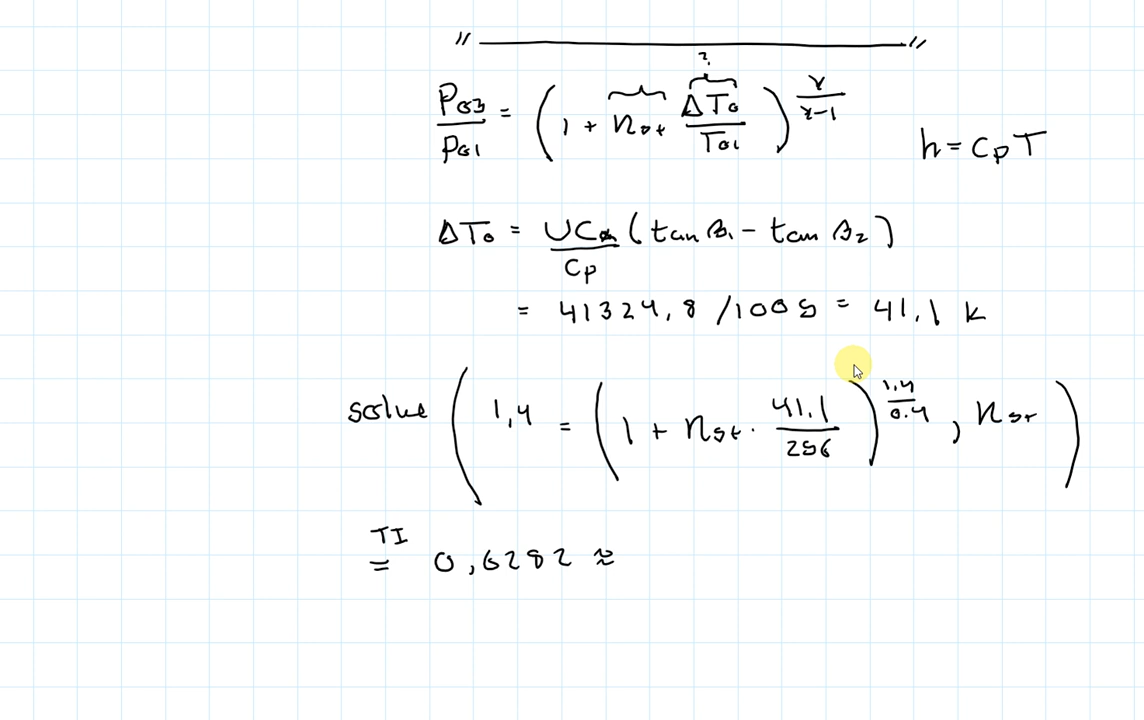 ?
P03/P01 = (1 + ηst ΔT0/T01)^(γ/(γ-1))
h = CpT
ΔT0 = UCa/Cp (tan β1 - tan β2)
= 41324,8 /1005 = 41,1 K
solve (1,4 = (1 + ηst · 41.1/256)^(1,4/0.4), ηst)
TI
= 0,6282 ≈